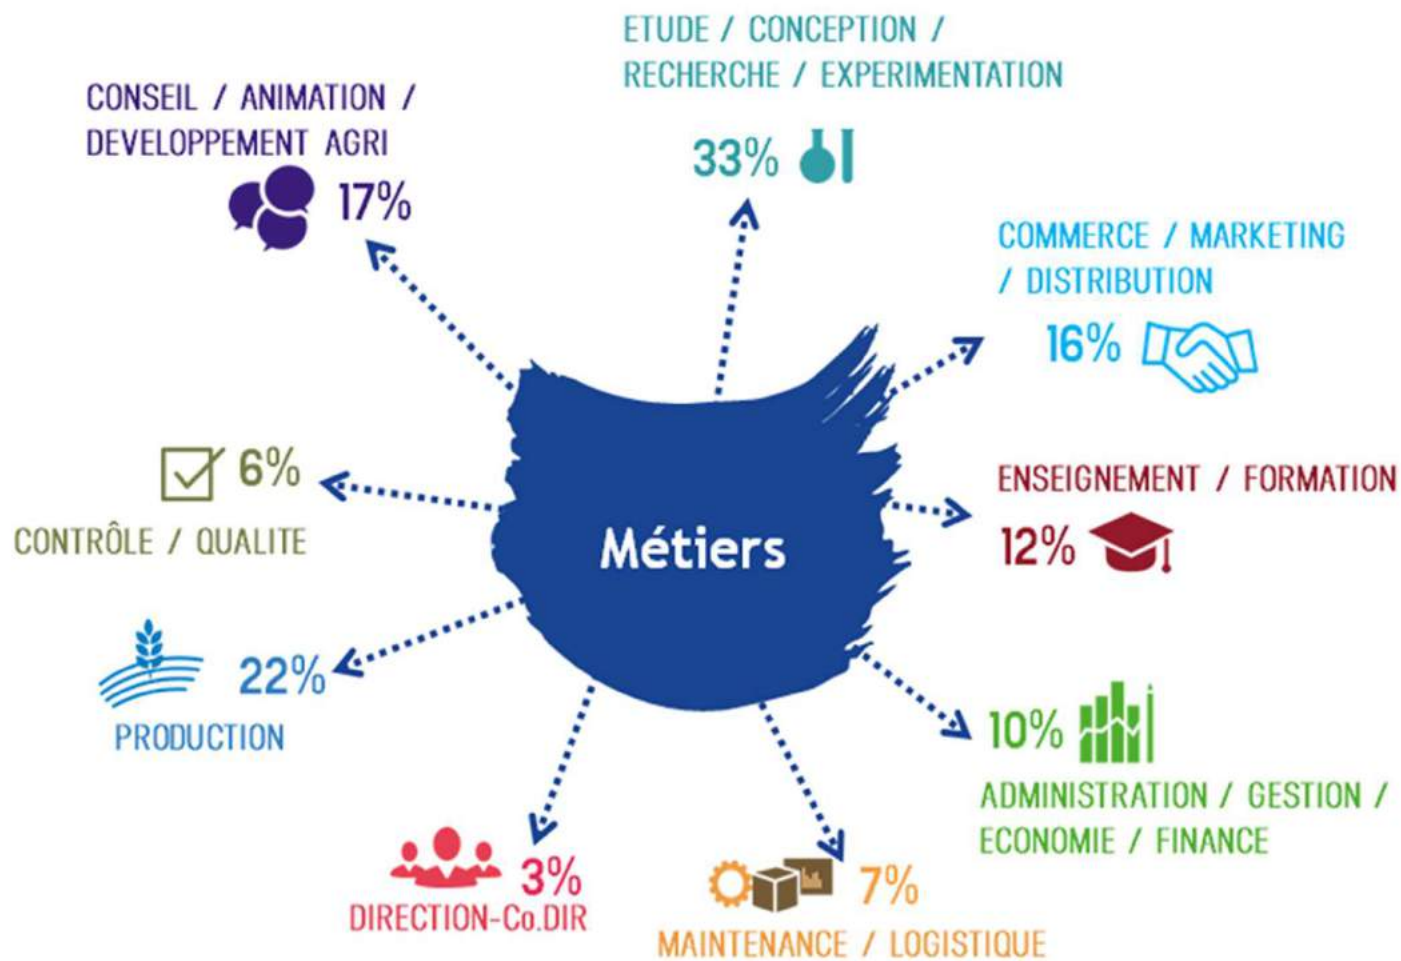 ETUDE / CONCEPTION /
RECHERCHE / EXPERIMENTATION
33%
CONSEIL / ANIMATION /
DEVELOPPEMENT AGRI
17%
COMMERCE / MARKETING
/ DISTRIBUTION
16%
6%
CONTRÔLE / QUALITE
ENSEIGNEMENT / FORMATION
12%
Métiers
22%
PRODUCTION
10%
ADMINISTRATION / GESTION /
ECONOMIE / FINANCE
3%
DIRECTION-Co.DIR
7%
MAINTENANCE / LOGISTIQUE